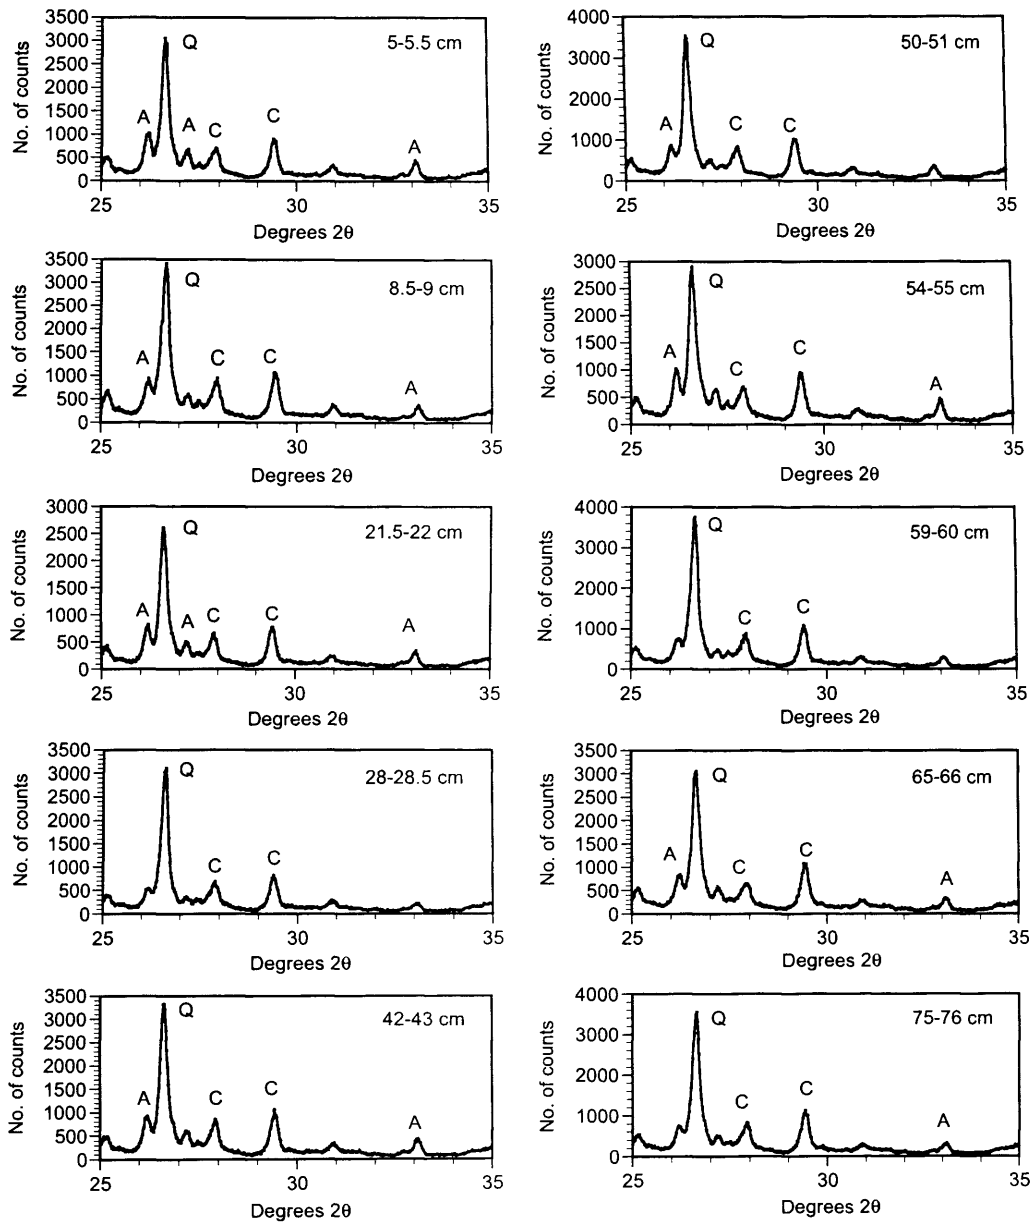 No. of counts
3500
3000
2500
2000
1500
1000
500
0
5-5.5 cm
Q
A
A
C
C
A
25 30 35
Degrees 2θ
No. of counts
4000
3000
2000
1000
0
50-51 cm
Q
A
C
C
25 30 35
Degrees 2θ
No. of counts
3500
3000
2500
2000
1500
1000
500
0
8.5-9 cm
Q
A
C
C
A
25 30 35
Degrees 2θ
No. of counts
3000
2500
2000
1500
1000
500
0
54-55 cm
Q
A
C
C
A
25 30 35
Degrees 2θ
No. of counts
3000
2500
2000
1500
1000
500
0
21.5-22 cm
Q
A
A
C
C
A
25 30 35
Degrees 2θ
No. of counts
4000
3000
2000
1000
0
59-60 cm
Q
C
C
25 30 35
Degrees 2θ
No. of counts
3500
3000
2500
2000
1500
1000
500
0
28-28.5 cm
Q
C
C
25 30 35
Degrees 2θ
No. of counts
3500
3000
2500
2000
1500
1000
500
0
65-66 cm
Q
A
C
C
A
25 30 35
Degrees 2θ
No. of counts
3500
3000
2500
2000
1500
1000
500
0
42-43 cm
Q
A
C
C
A
25 30 35
Degrees 2θ
No. of counts
4000
3000
2000
1000
0
75-76 cm
Q
C
C
A
25 30 35
Degrees 2θ